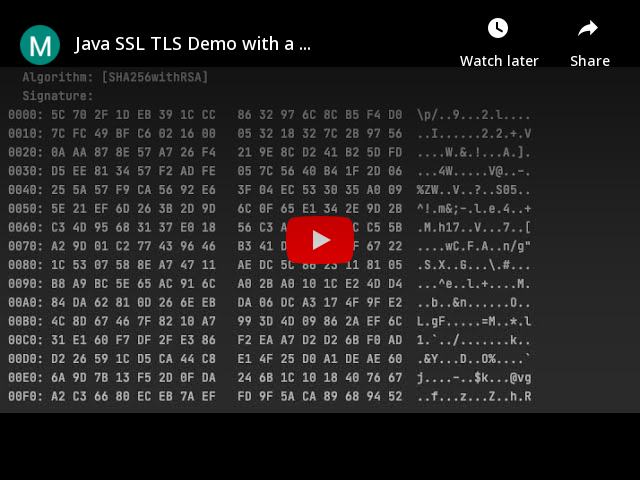 M
Java SSL TLS Demo with a ...
Watch later
Share
Algorithm: [SHA256withRSA]
Signature:
0000: 5C 70 2F 1D EB 39 1C CC   86 32 97 6C 8C B5 F4 D0  \p/..9...2.l....
0010: 7C FC 49 BF C6 02 16 00   05 32 18 32 7C 2B 97 56  ..I......2.2.+.V
0020: 0A AA 87 8E 57 A7 26 F4   21 9E 8C D2 41 B2 5D FD  ....W.&.!...A.].
0030: D5 EE 81 34 57 F2 AD FE   05 7C 56 40 B4 1F 2D 06  ...4W.....V@..-.
0040: 25 5A 57 F9 CA 56 92 E6   3F 04 EC 53 30 35 A0 09  %ZW..V..?..S05..
0050: 5E 21 EF 6D 26 3B 2D 9D   6C 0F 65 E1 34 2E 9D 2B  ^!.m&;-.l.e.4..+
0060: C3 4D 95 68 31 37 E0 18   56 C3 C5 5B  .M.h17..V...7..[
0070: A2 9D 01 C2 77 43 96 46   B3 41 67 22  ....wC.F.A..n/g"
0080: 1C 53 07 58 8E A7 47 11   AE DC 5C 11 81 05  .S.X..G...\.#...
0090: B8 A9 BC 5E 65 AC 91 6C   A0 2B A0 10 1C E2 4D D4  ...^e..l.+....M.
00A0: 84 DA 62 81 0D 26 6E EB   DA 06 DC A3 17 4F 9F E2  ..b..&n......O..
00B0: 4C 8D 67 46 7F 82 10 A7   99 3D 4D 09 86 2A EF 6C  L.gF.....=M..*.l
00C0: 31 E1 60 F7 DF 2F E3 86   F2 EA A7 D2 D2 6B F0 AD  1.`../.......k..
00D0: D2 26 59 1C D5 CA 44 C8   E1 4F 25 D0 A1 DE AE 60  .&Y...D..O%....`
00E0: 6A 9D 7B 13 F5 2D 0F DA   24 6B 1C 10 18 40 76 67  j....-..$k...@vg
00F0: A2 C3 66 80 EC EB 7A EF   FD 9F 5A CA 89 68 94 52  ..f...z...Z..h.R